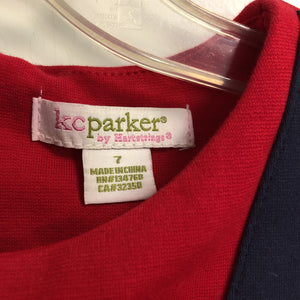 kcparker®
by Hartstrings®
7
MADE IN CHINA
RN#134760
CA#32350